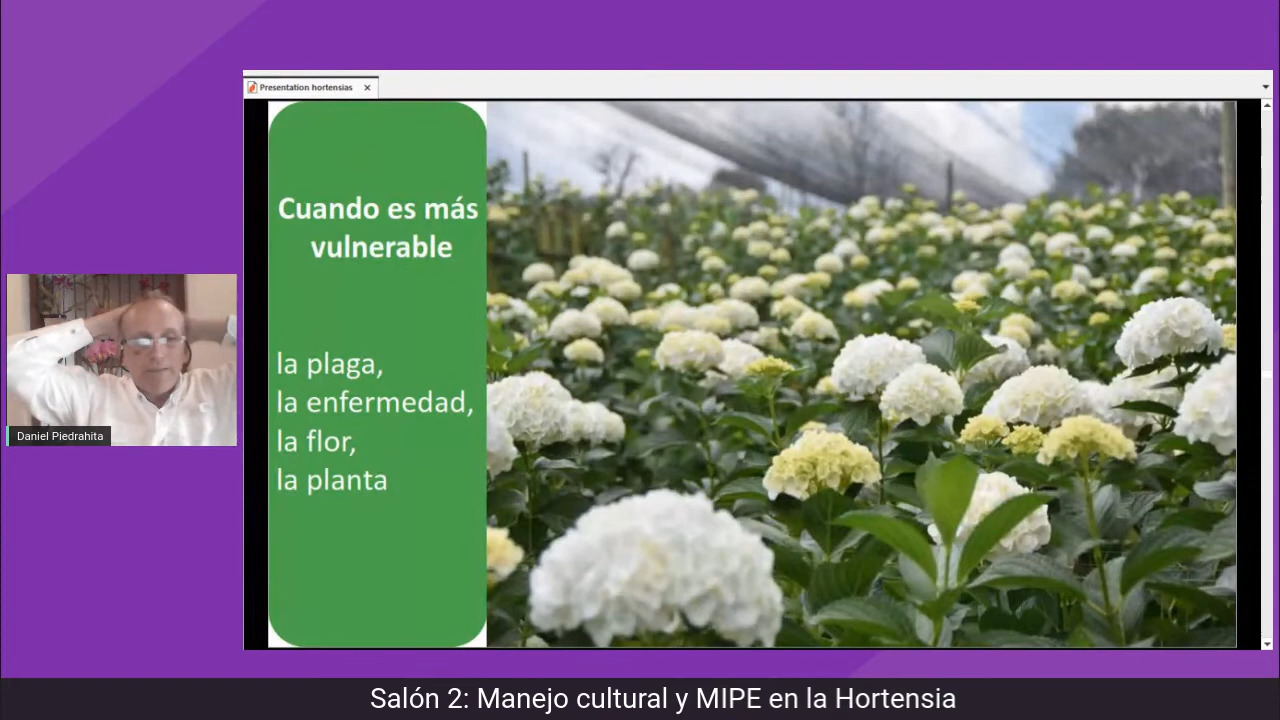 Presentation hortensias
Cuando es más
vulnerable
la plaga,
la enfermedad,
la flor,
la planta
Daniel Piedrahita
Salón 2: Manejo cultural y MIPE en la Hortensia